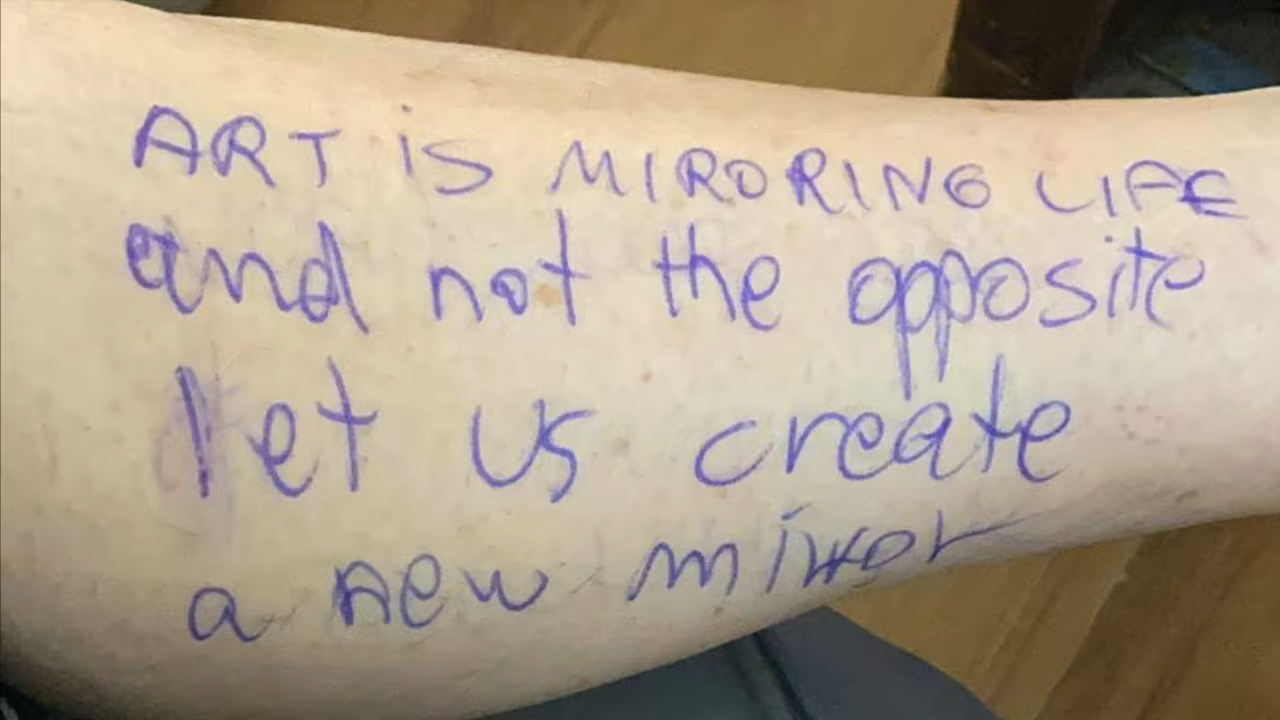 ART is MIRORING LIFE
and not the opposite
let us create
a new mirror